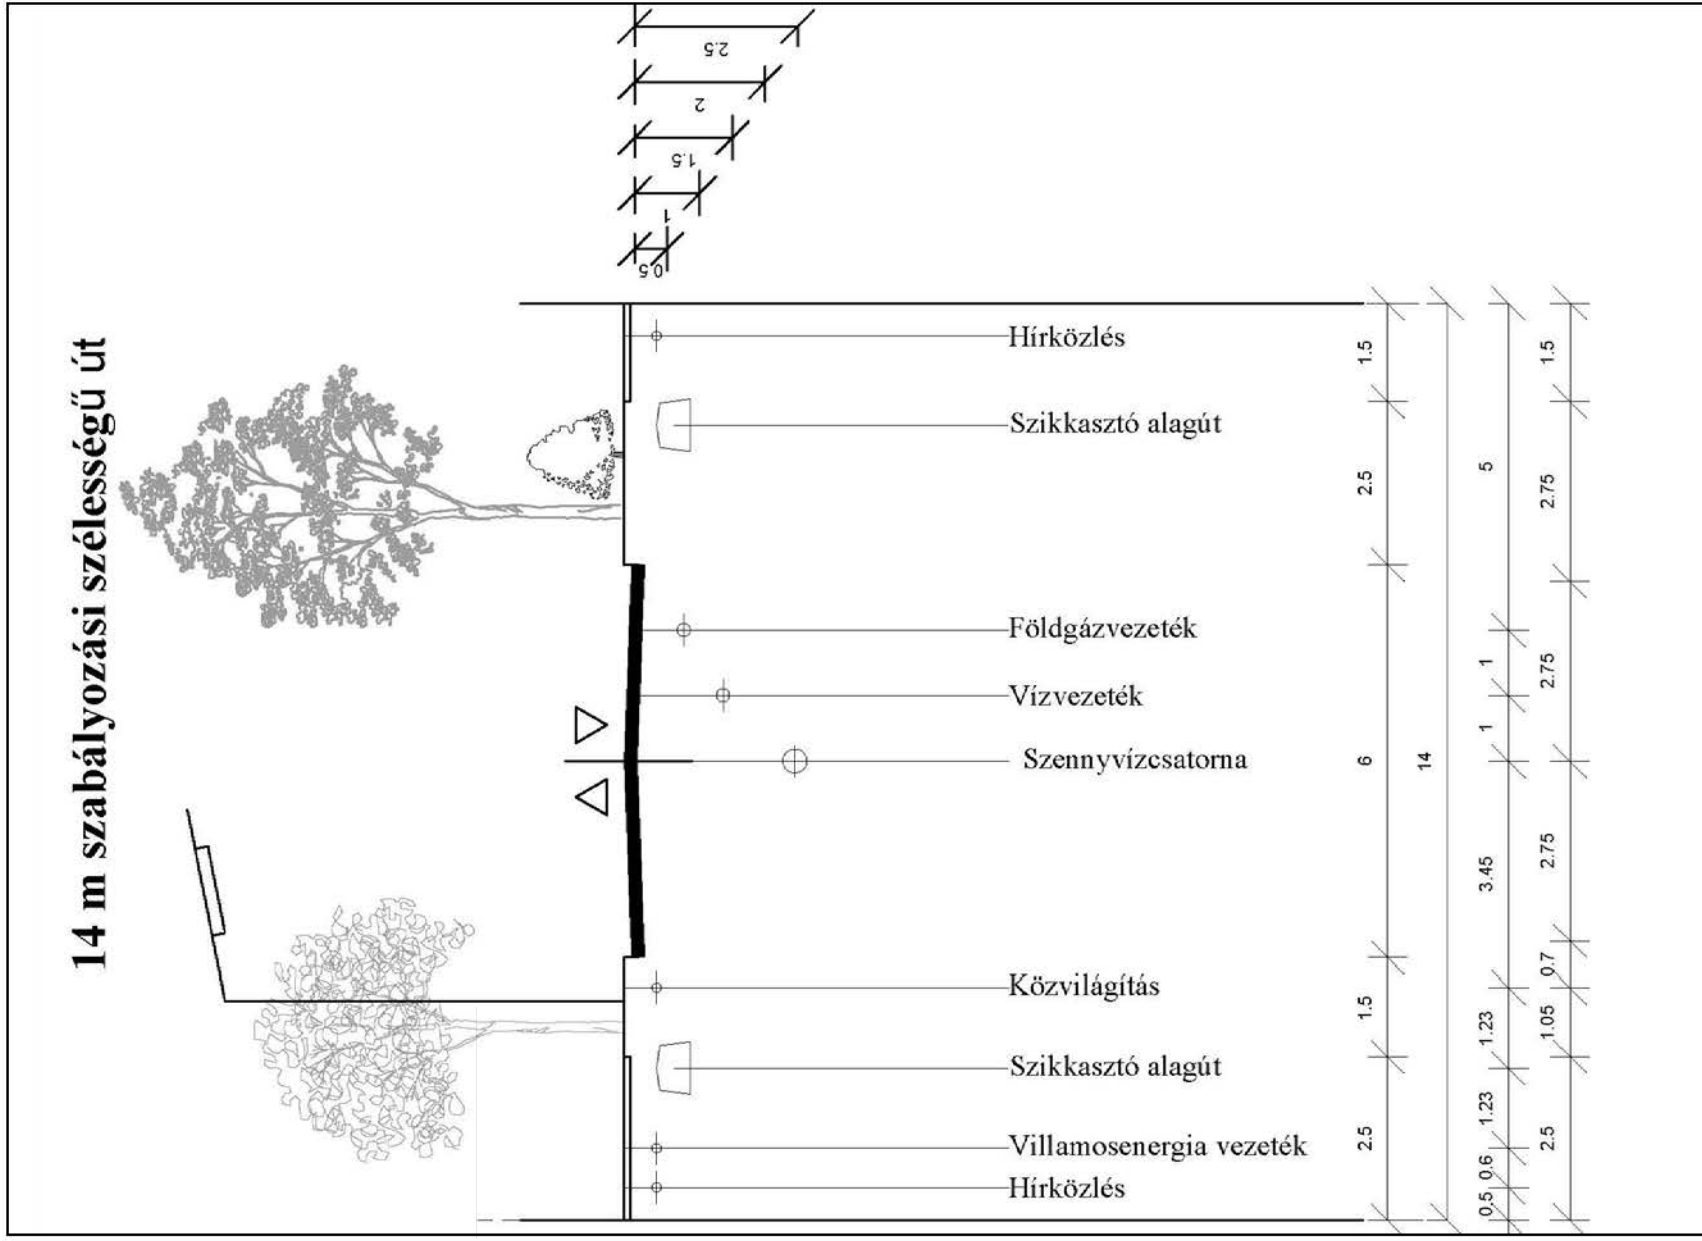 14 m szabályozási szélességű út
2.5
2
1.5
1
0.5
Hírközlés
Szikkasztó alagút
Földgázvezeték
Vízvezeték
Szennyvízcsatorna
Közvilágítás
Szikkasztó alagút
Villamosenergia vezeték
Hírközlés
2.5
1.5
6
2.5
1.5
14
0.5
0.6
1.23
1.23
3.45
1
1
5
2.5
1.05
0.7
2.75
2.75
2.75
1.5